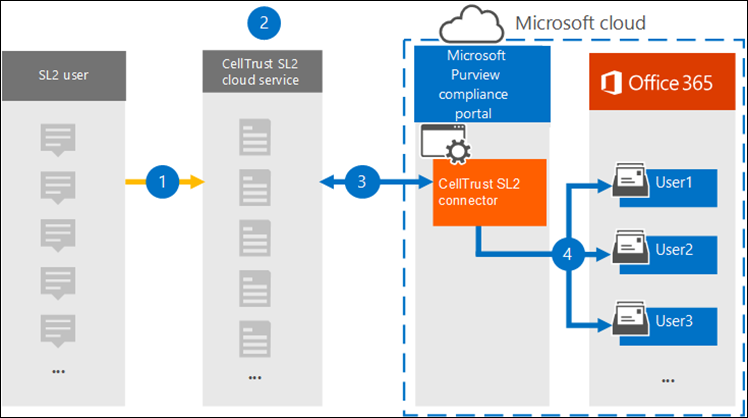 2
Microsoft cloud
SL2 user
CellTrust SL2
cloud service
Microsoft
Purview
compliance
portal
Office 365
1
3
CellTrust SL2
connector
4
User1
User2
User3
...
...
...